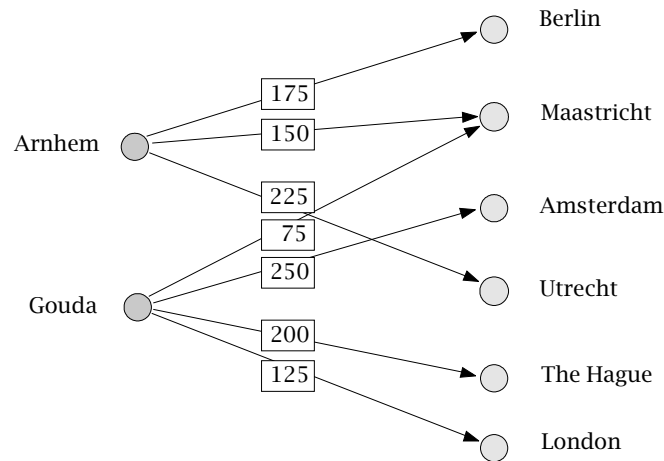 Berlin
175
Maastricht
150
Arnhem
225
Amsterdam
75
250
Utrecht
Gouda
200
The Hague
125
London